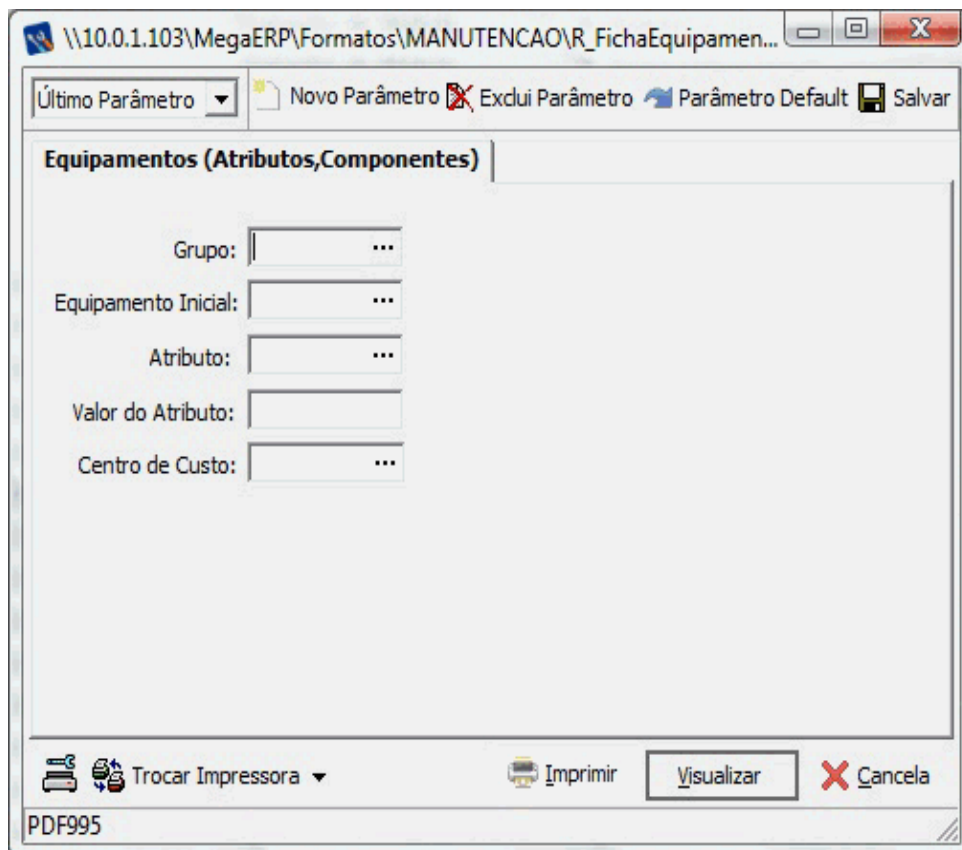 \\10.0.1.103\MegaERP\Formatos\MANUTENCAO\R_FichaEquipamen...
Último Parâmetro Novo Parâmetro Exclui Parâmetro Parâmetro Default Salvar
Equipamentos (Atributos,Componentes)
Grupo: ...
Equipamento Inicial: ...
Atributo: ...
Valor do Atributo:
Centro de Custo: ...
Trocar Impressora Imprimir Visualizar Cancela
PDF995